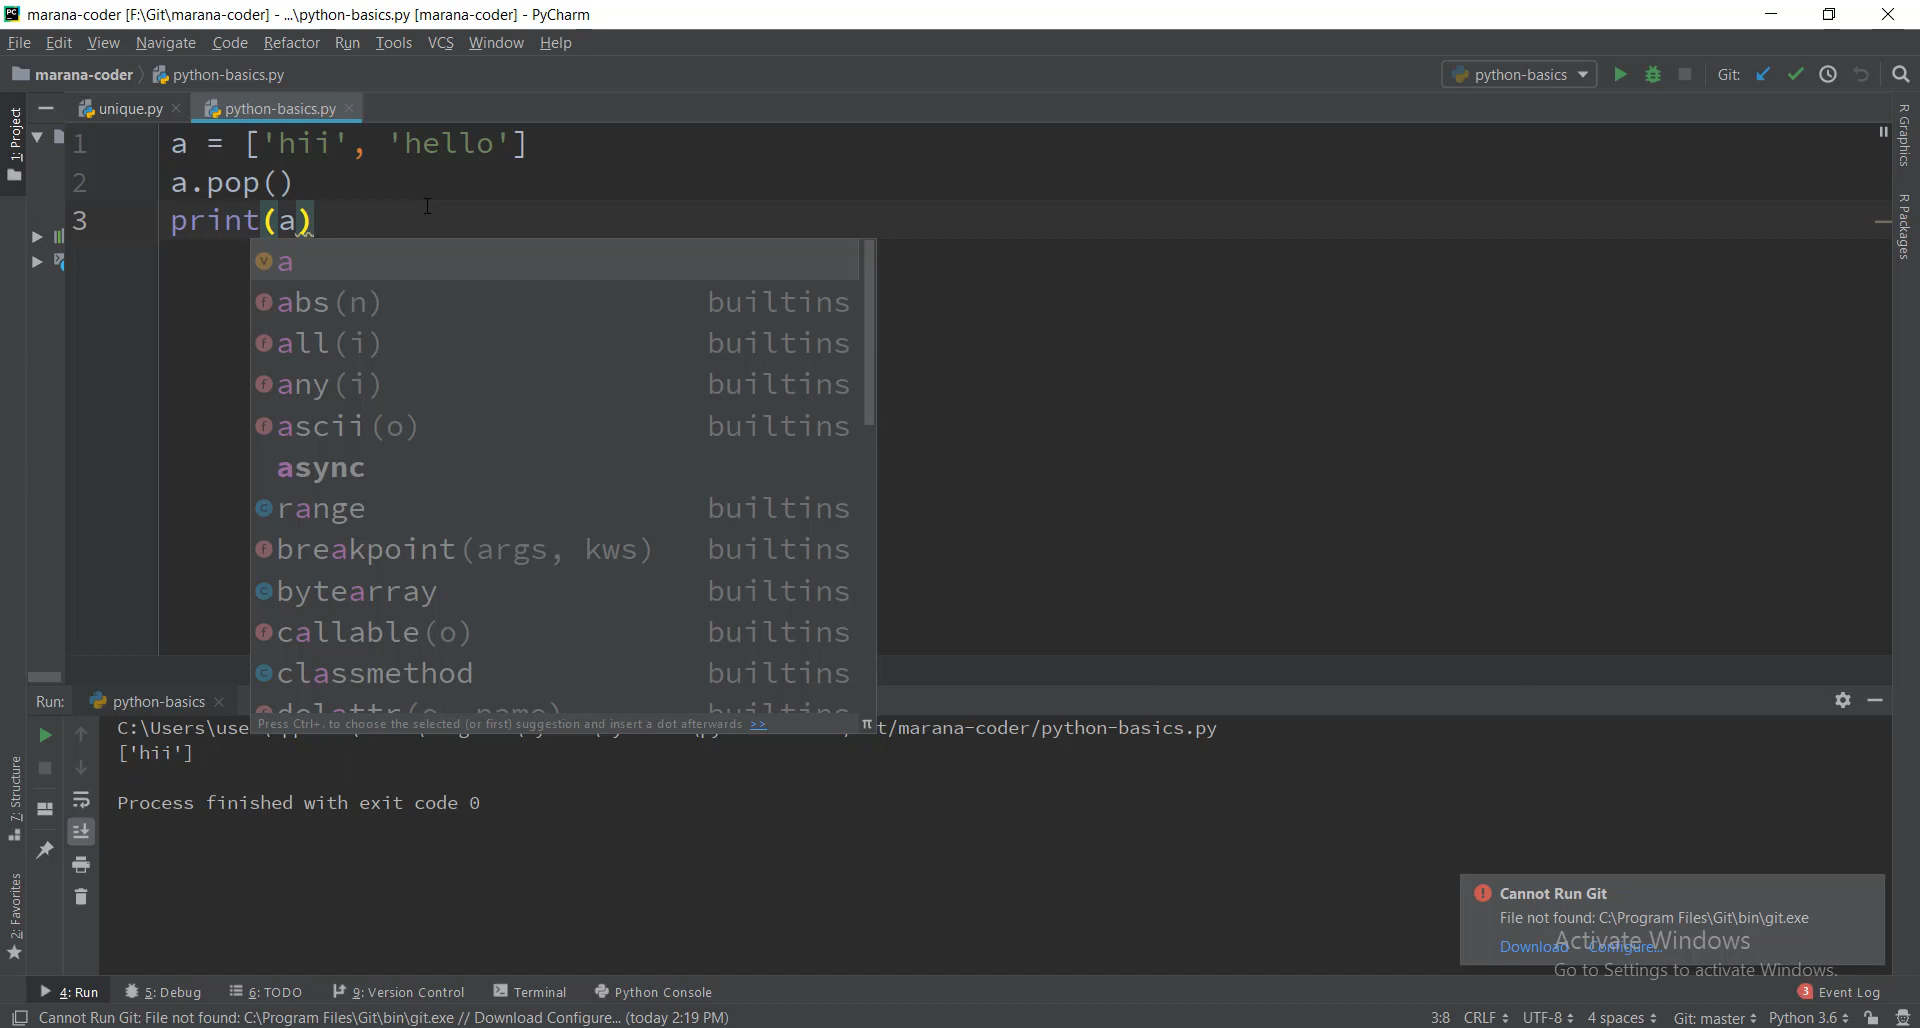 marana-coder [F:\Git\marana-coder] - ...\python-basics.py [marana-coder] - PyCharm
File Edit View Navigate Code Refactor Run Tools VCS Window Help
marana-coder python-basics.py python-basics Git:
unique.py python-basics.py
1: Project
R Graphics
R Packages
1 a = ['hii', 'hello']
2 a.pop()
3 print(a)
a
abs(n) builtins
all(i) builtins
any(i) builtins
ascii(o) builtins
async
range builtins
breakpoint(args, kws) builtins
bytearray builtins
callable(o) builtins
classmethod builtins
delattr(o, name) builtins
Press Ctrl+. to choose the selected (or first) suggestion and insert a dot afterwards >> π
Run: python-basics
C:\Users\use t/marana-coder/python-basics.py
['hii']
Process finished with exit code 0
7: Structure
2: Favorites
Cannot Run Git
File not found: C:\Program Files\Git\bin\git.exe
Download Configure...
Activate Windows
Go to Settings to activate Windows.
4: Run 5: Debug 6: TODO 9: Version Control Terminal Python Console 3 Event Log
Cannot Run Git: File not found: C:\Program Files\Git\bin\git.exe // Download Configure... (today 2:19 PM) 3:8 CRLF UTF-8 4 spaces Git: master Python 3.6